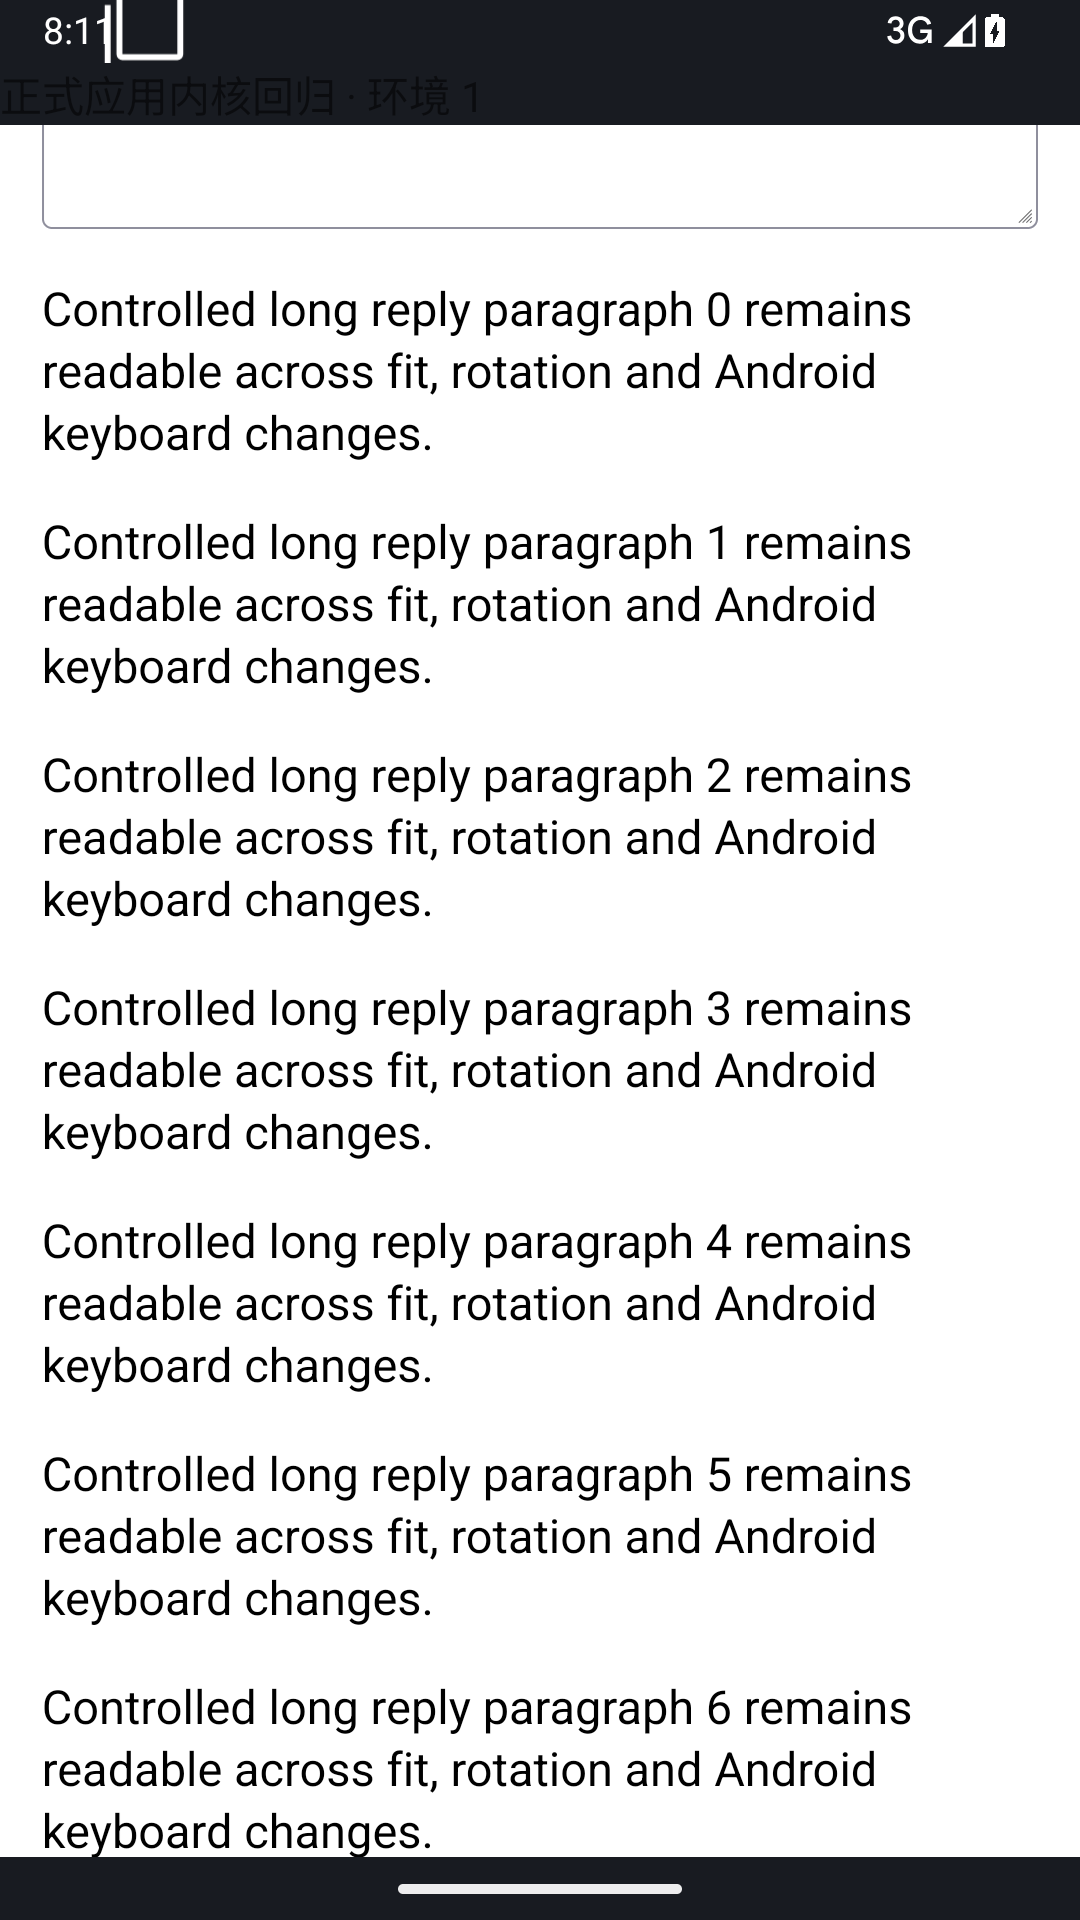 8:11
3G
正式应用内核回归 · 环境 1
Controlled long reply paragraph 0 remains
readable across fit, rotation and Android
keyboard changes.
Controlled long reply paragraph 1 remains
readable across fit, rotation and Android
keyboard changes.
Controlled long reply paragraph 2 remains
readable across fit, rotation and Android
keyboard changes.
Controlled long reply paragraph 3 remains
readable across fit, rotation and Android
keyboard changes.
Controlled long reply paragraph 4 remains
readable across fit, rotation and Android
keyboard changes.
Controlled long reply paragraph 5 remains
readable across fit, rotation and Android
keyboard changes.
Controlled long reply paragraph 6 remains
readable across fit, rotation and Android
keyboard changes.